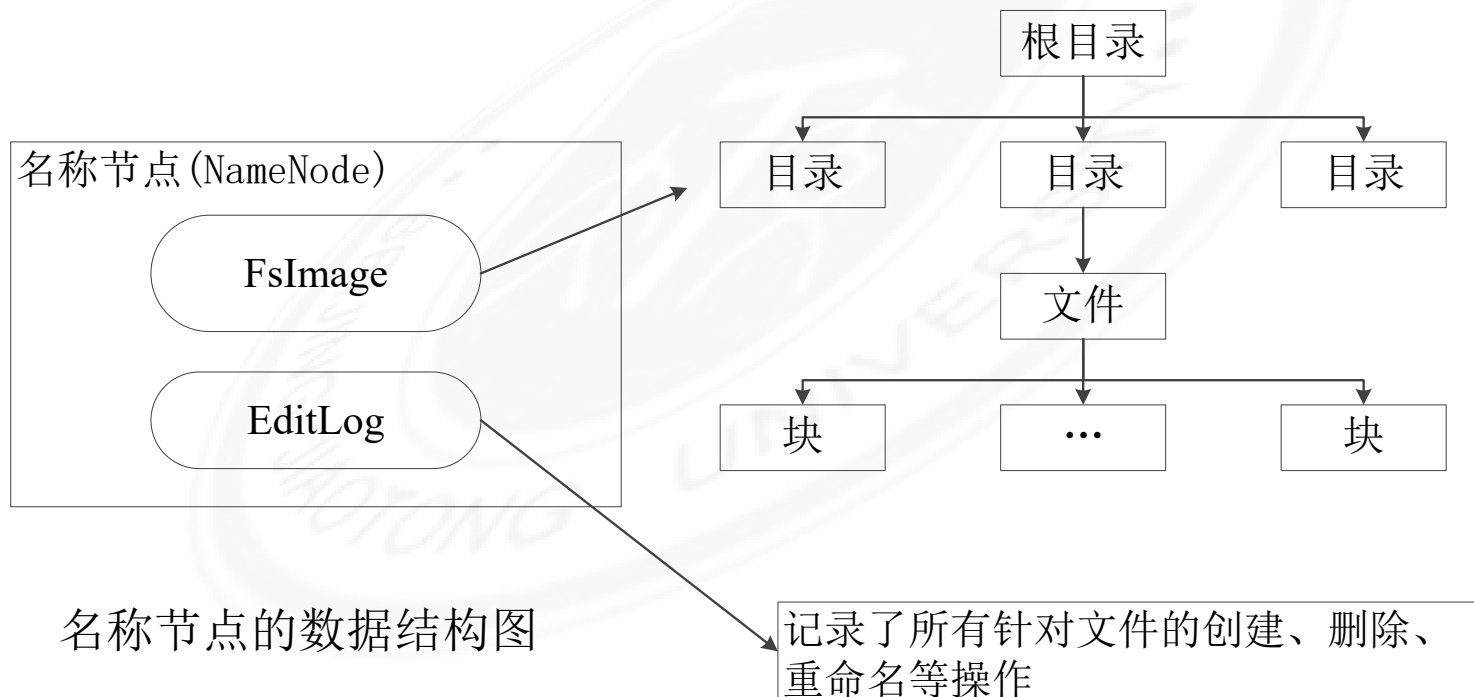 根目录
名称节点(NameNode)
目录
目录
目录
FsImage
文件
EditLog
块
…
块
名称节点的数据结构图
记录了所有针对文件的创建、删除、
重命名等操作
UNIVERSITY